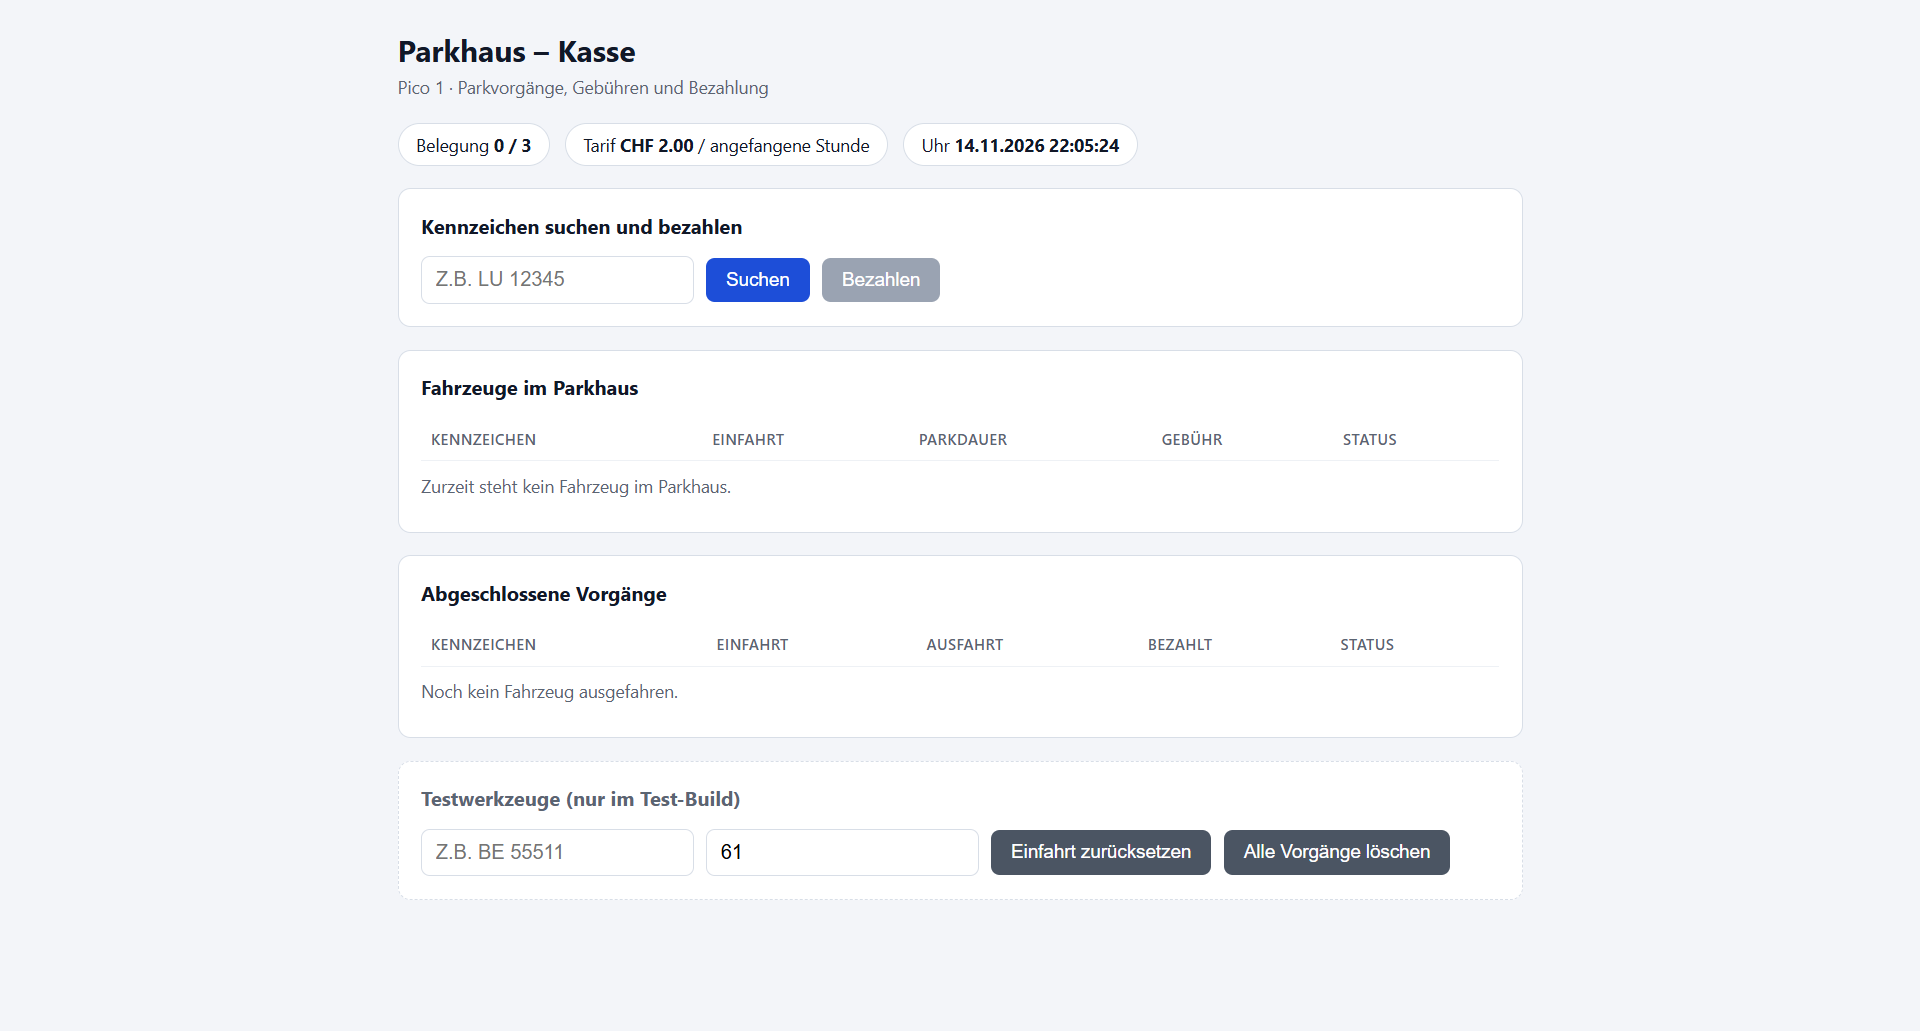 Parkhaus – Kasse
Pico 1 · Parkvorgänge, Gebühren und Bezahlung
Belegung 0 / 3 Tarif CHF 2.00 / angefangene Stunde Uhr 14.11.2026 22:05:24
Kennzeichen suchen und bezahlen
Z.B. LU 12345 Suchen Bezahlen
Fahrzeuge im Parkhaus
KENNZEICHEN EINFAHRT PARKDAUER GEBÜHR STATUS
Zurzeit steht kein Fahrzeug im Parkhaus.
Abgeschlossene Vorgänge
KENNZEICHEN EINFAHRT AUSFAHRT BEZAHLT STATUS
Noch kein Fahrzeug ausgefahren.
Testwerkzeuge (nur im Test-Build)
Z.B. BE 55511 61 Einfahrt zurücksetzen Alle Vorgänge löschen